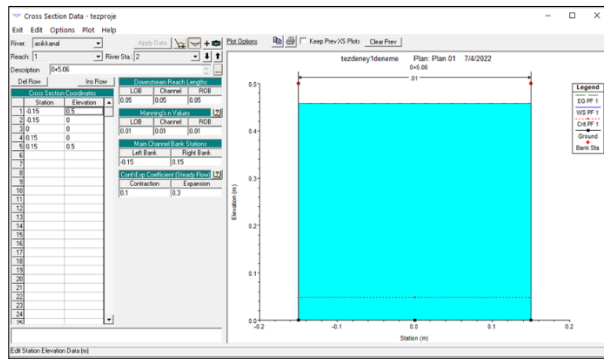 Cross Section Data - tezproje
Exit Edit Options Plot Help
River: acikkanal Apply Data
Reach: 1 River Sta.: 2
Description 0+5.06
Del Row Ins Row
Cross Section Coordinates
Station Elevation
1 -0.15 0.5
2 -0.15 0
3 0 0
4 0.15 0
5 0.15 0.5
6
7
8
9
10
11
12
13
14
15
16
17
18
19
20
21
22
23
24
25
Downstream Reach Lengths
LOB Channel ROB
0.05 0.05 0.05
Manning's n Values
LOB Channel ROB
0.01 0.01 0.01
Main Channel Bank Stations
Left Bank Right Bank
-0.15 0.15
Cont\Exp Coefficient (Steady Flow)
Contraction Expansion
0.1 0.3
Edit Station Elevation Data (m)
Plot Options Keep Prev XS Plots Clear Prev
tezdeney1deneme Plan: Plan 01 7/4/2022
0+5.06
.01
Elevation (m)
0.5
0.4
0.3
0.2
0.1
0.0
-0.2 -0.1 0.0 0.1 0.2
Station (m)
Legend
EG PF 1
WS PF 1
Crit PF 1
Ground
Bank Sta